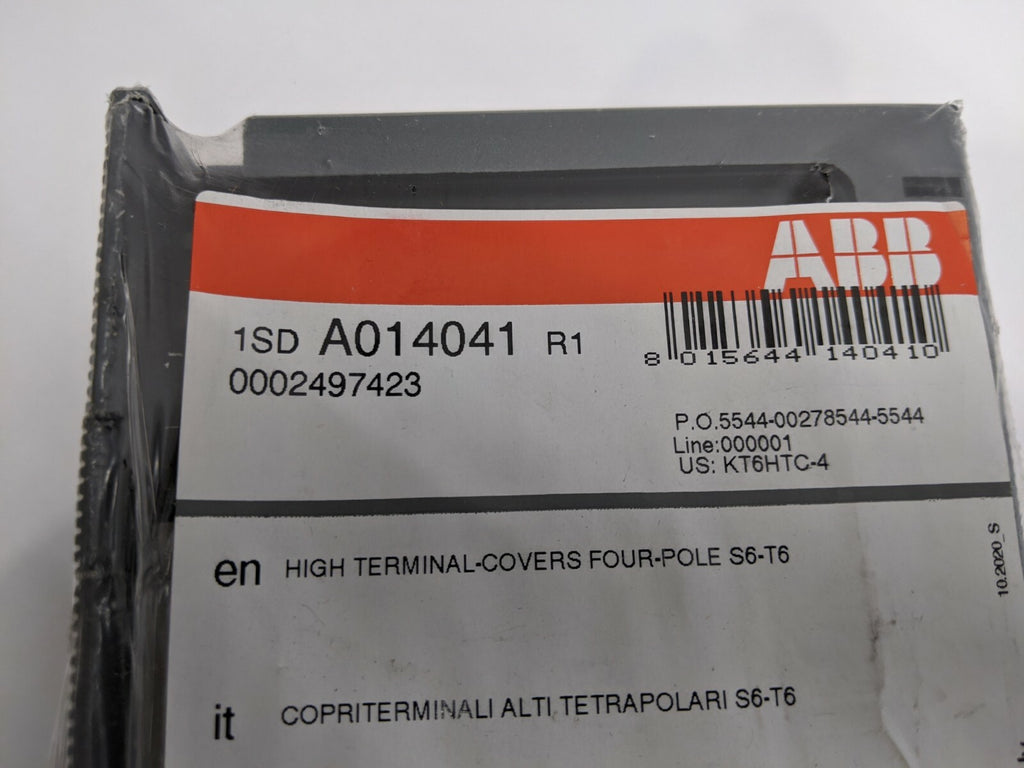 ABB
1SD A014041 R1
0002497423
8 015644 140410
P.O.5544-00278544-5544
Line:000001
US: KT6HTC-4
10.2020_S
en HIGH TERMINAL-COVERS FOUR-POLE S6-T6
it COPRITERMINALI ALTI TETRAPOLARI S6-T6